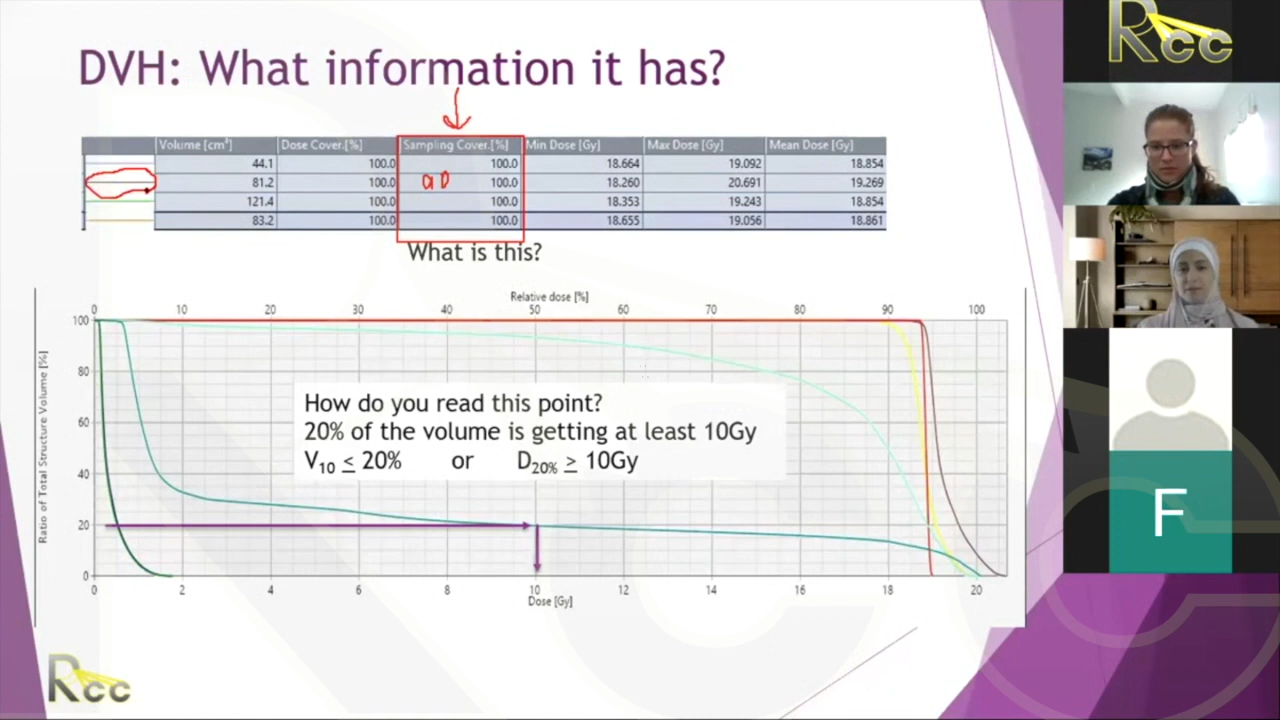 DVH: What information it has?
Rcc
Volume [cm³] Dose Cover.[%] Sampling Cover.[%] Min Dose [Gy] Max Dose [Gy] Mean Dose [Gy]
44.1 100.0 100.0 18.664 19.092 18.854
81.2 100.0 100.0 18.260 20.691 19.269
121.4 100.0 100.0 18.353 19.243 18.854
83.2 100.0 100.0 18.655 19.056 18.861
What is this?
Relative dose [%]
0 10 20 30 40 50 60 70 80 90 100
Ratio of Total Structure Volume [%]
100
80
60
40
20
0
How do you read this point?
20% of the volume is getting at least 10Gy
V10 ≤ 20% or D20% ≥ 10Gy
0 2 4 6 8 10 12 14 16 18 20
Dose [Gy]
F
Rcc